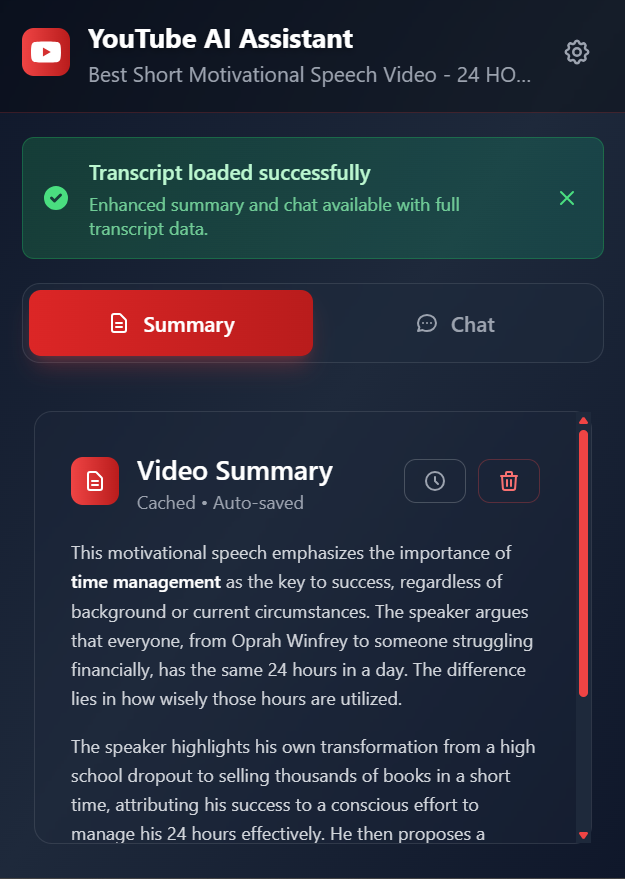 YouTube AI Assistant
Best Short Motivational Speech Video - 24 HO...
Transcript loaded successfully
Enhanced summary and chat available with full
transcript data.
Summary
Chat
Video Summary
Cached • Auto-saved
This motivational speech emphasizes the importance of
time management as the key to success, regardless of
background or current circumstances. The speaker argues
that everyone, from Oprah Winfrey to someone struggling
financially, has the same 24 hours in a day. The difference
lies in how wisely those hours are utilized.
The speaker highlights his own transformation from a high
school dropout to selling thousands of books in a short
time, attributing his success to a conscious effort to
manage his 24 hours effectively. He then proposes a